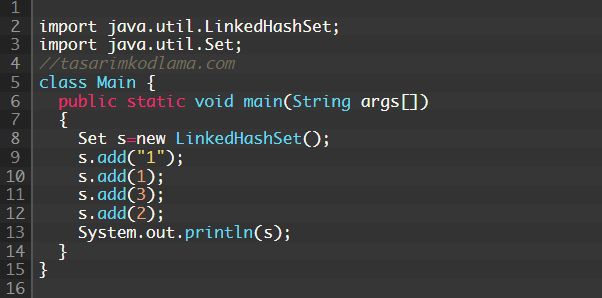 1
2 import java.util.LinkedHashSet;
3 import java.util.Set;
4 //tasarimkodlama.com
5 class Main {
6   public static void main(String args[])
7   {
8     Set s=new LinkedHashSet();
9     s.add("1");
10     s.add(1);
11     s.add(3);
12     s.add(2);
13     System.out.println(s);
14   }
15 }
16